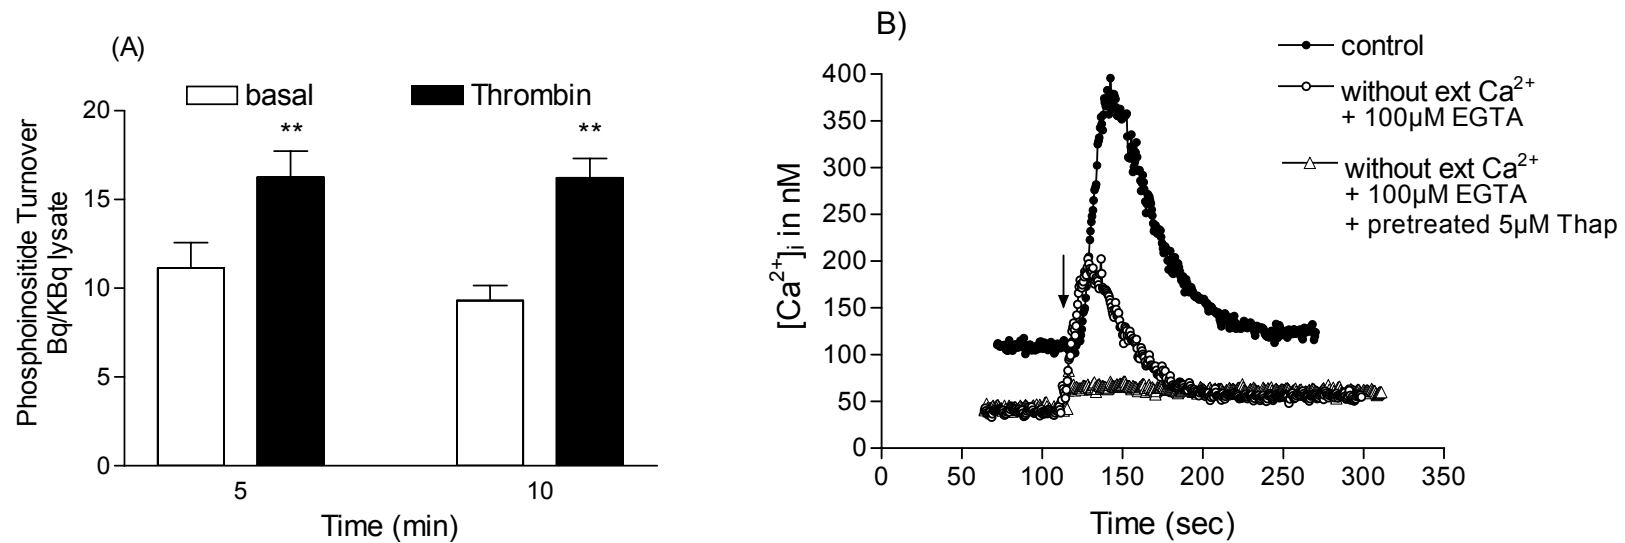 (A)
basal
Thrombin
Phosphoinositide Turnover
Bq/KBq lysate
20
15
10
5
0
**
**
5
10
Time (min)
B)
control
without ext Ca²⁺
+ 100µM EGTA
without ext Ca²⁺
+ 100µM EGTA
+ pretreated 5µM Thap
[Ca²⁺]i in nM
400
350
300
250
200
150
100
50
0
0 50 100 150 200 250 300 350
Time (sec)